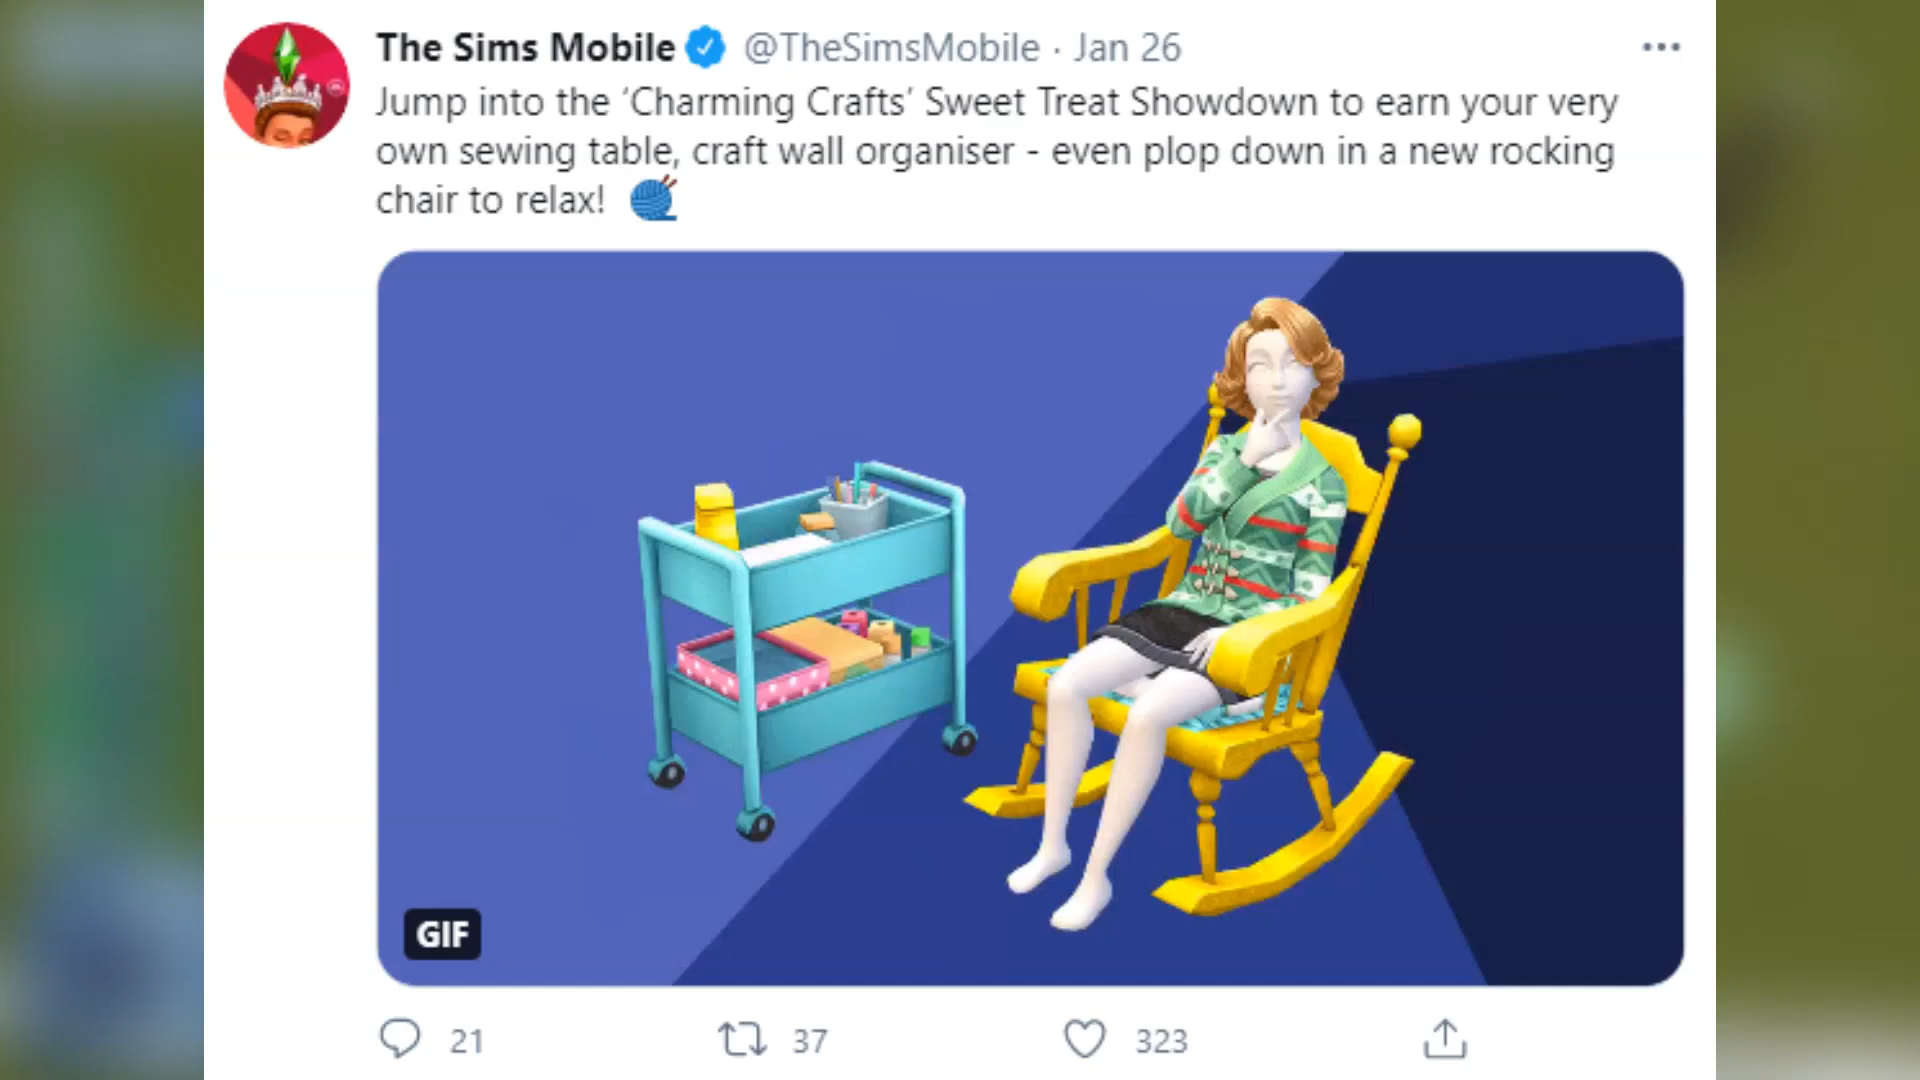 The Sims Mobile @TheSimsMobile · Jan 26
Jump into the ‘Charming Crafts’ Sweet Treat Showdown to earn your very
own sewing table, craft wall organiser - even plop down in a new rocking
chair to relax!
GIF
21 37 323